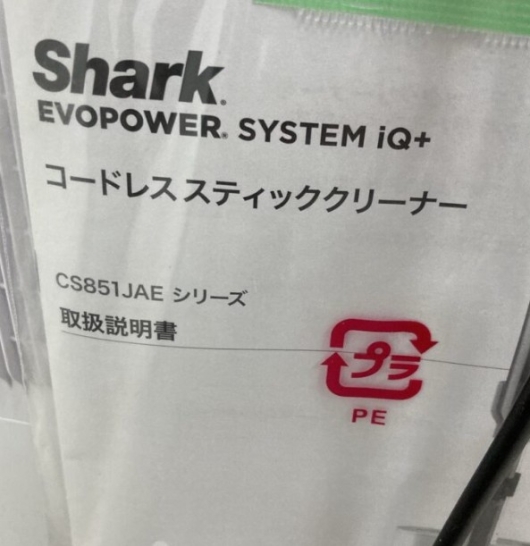 Shark
EVOPOWER® SYSTEM iQ+
コードレス スティッククリーナー
CS851JAE シリーズ
取扱説明書
プラ
PE